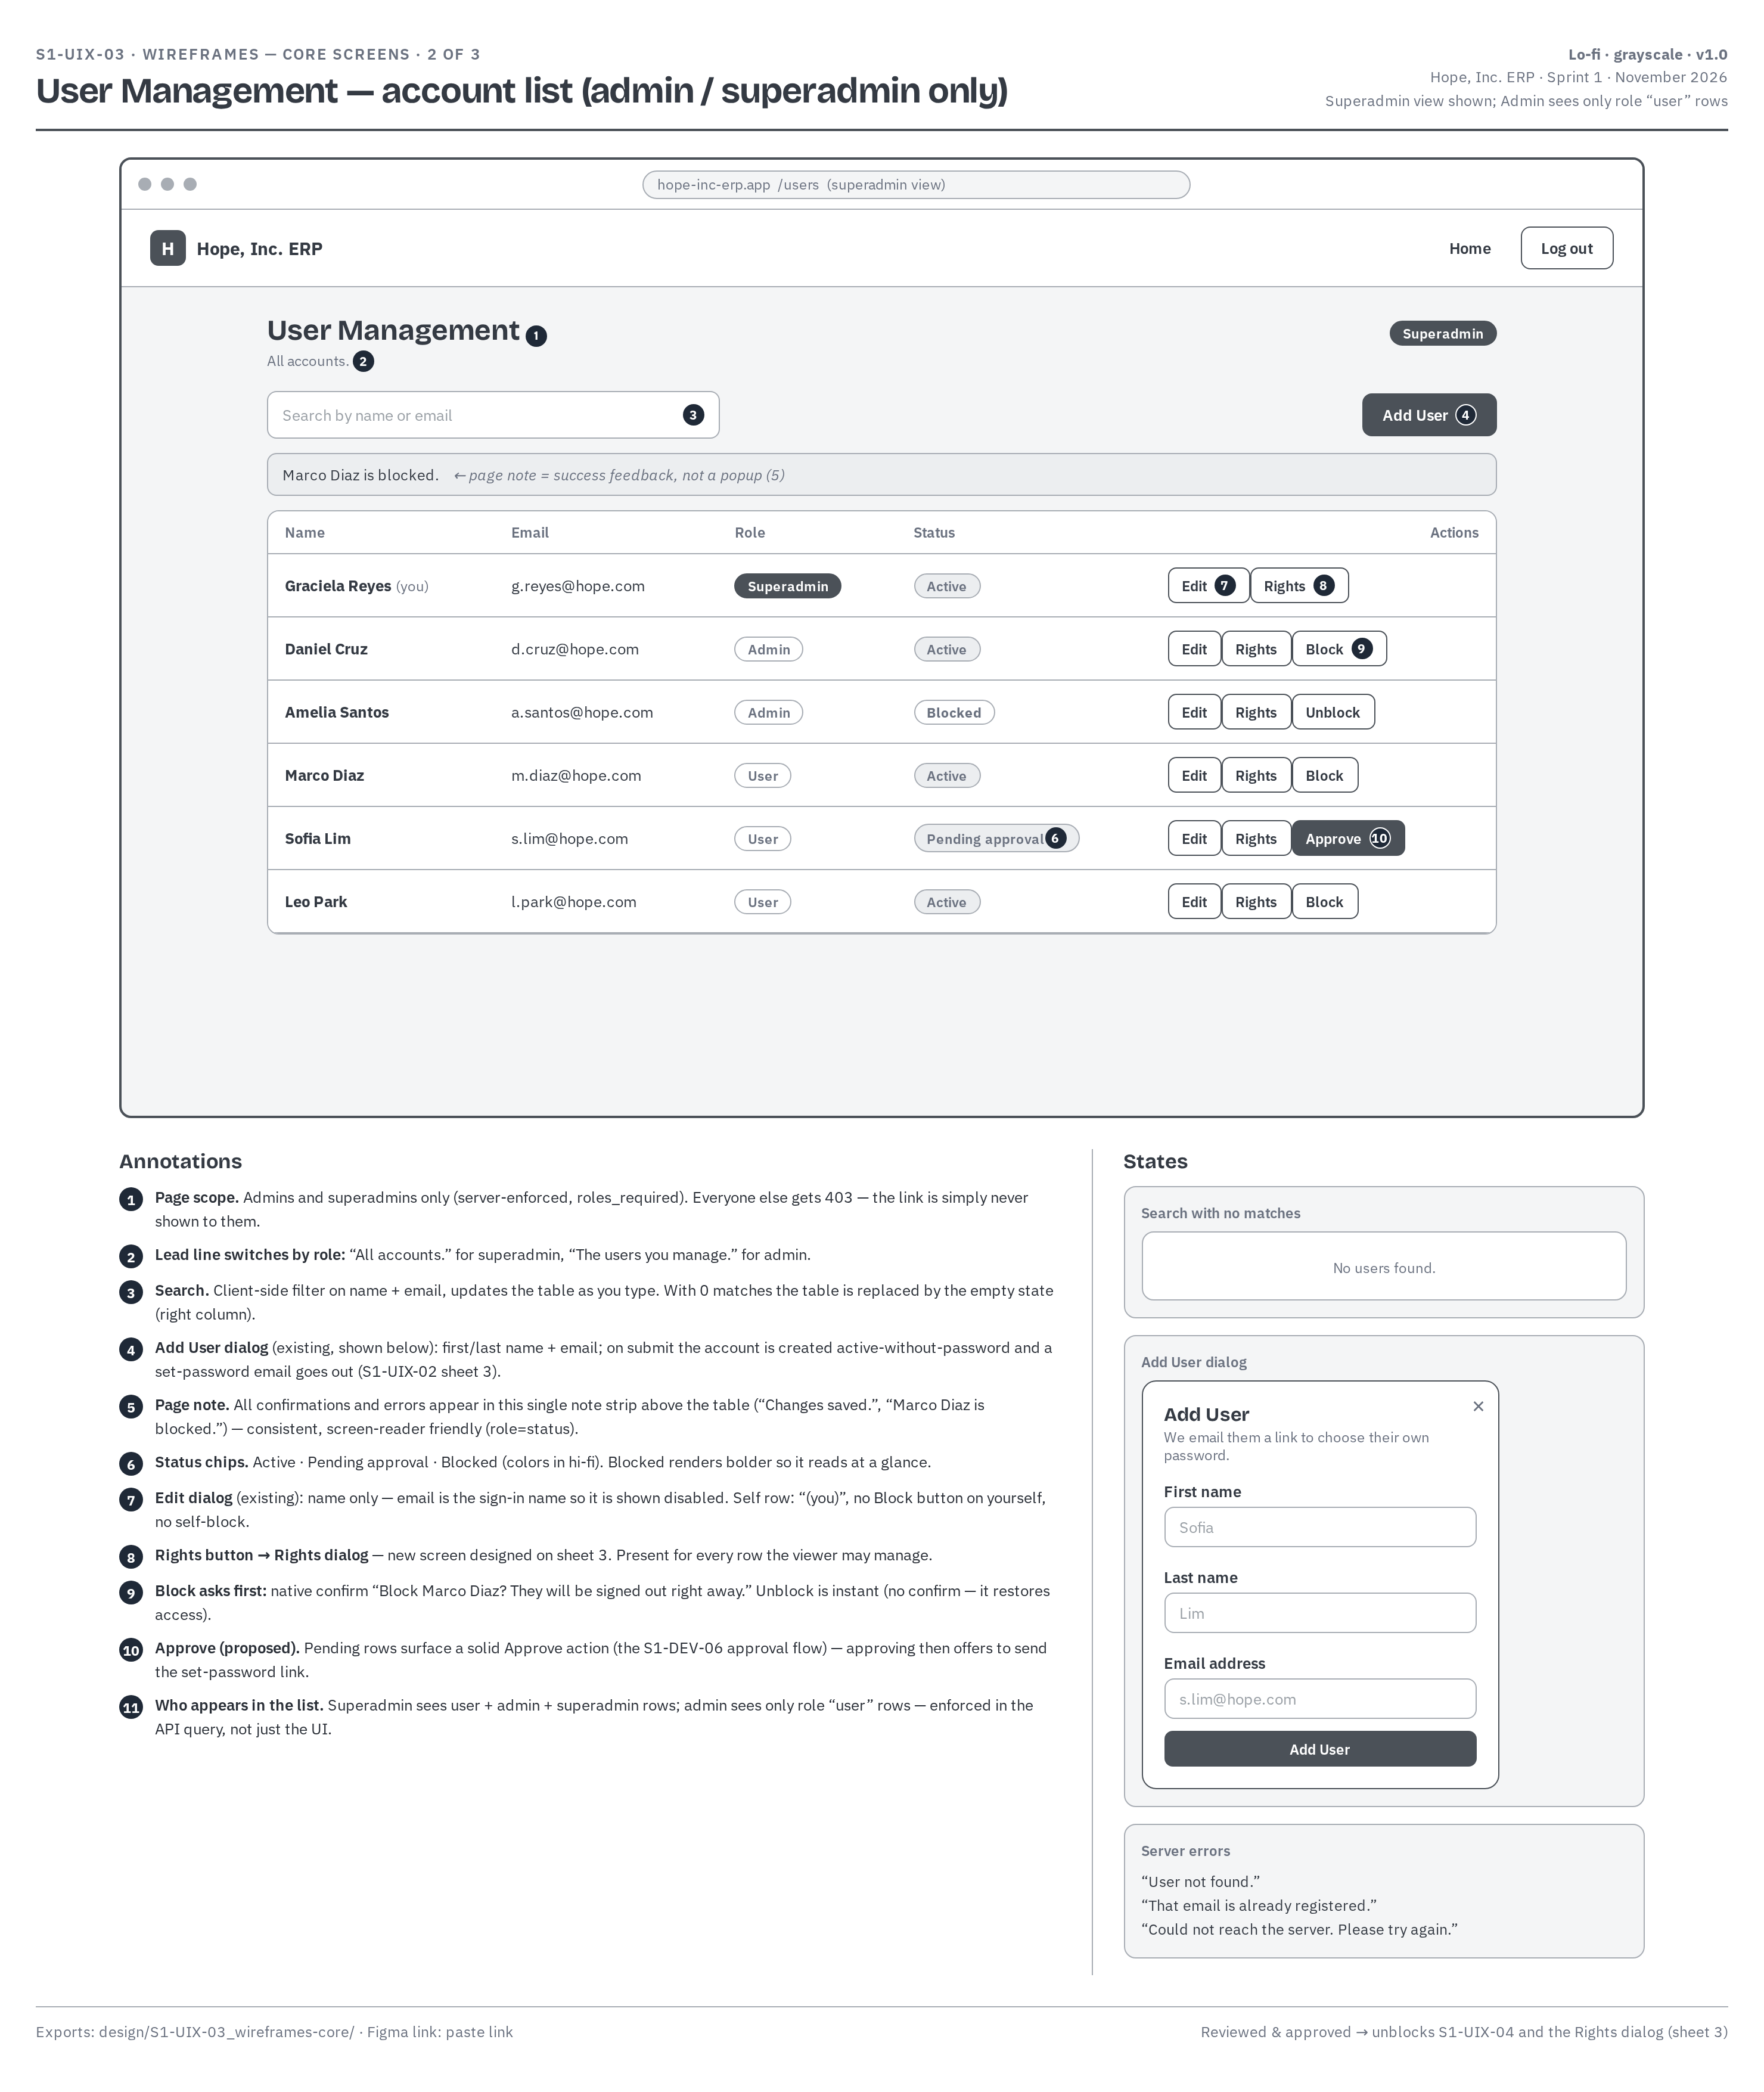 S1-UIX-03 · WIREFRAMES — CORE SCREENS · 2 OF 3
User Management — account list (admin / superadmin only)
Lo-fi · grayscale · v1.0
Hope, Inc. ERP · Sprint 1 · November 2026
Superadmin view shown; Admin sees only role “user” rows
hope-inc-erp.app /users (superadmin view)
H Hope, Inc. ERP
Home Log out
User Management 1
Superadmin
All accounts. 2
Search by name or email 3
Add User 4
Marco Diaz is blocked. ← page note = success feedback, not a popup (5)
Name Email Role Status Actions
Graciela Reyes (you) g.reyes@hope.com Superadmin Active Edit 7 Rights 8
Daniel Cruz d.cruz@hope.com Admin Active Edit Rights Block 9
Amelia Santos a.santos@hope.com Admin Blocked Edit Rights Unblock
Marco Diaz m.diaz@hope.com User Active Edit Rights Block
Sofia Lim s.lim@hope.com User Pending approval 6 Edit Rights Approve 10
Leo Park l.park@hope.com User Active Edit Rights Block
Annotations
1 Page scope. Admins and superadmins only (server-enforced, roles_required). Everyone else gets 403 — the link is simply never
shown to them.
2 Lead line switches by role: “All accounts.” for superadmin, “The users you manage.” for admin.
3 Search. Client-side filter on name + email, updates the table as you type. With 0 matches the table is replaced by the empty state
(right column).
4 Add User dialog (existing, shown below): first/last name + email; on submit the account is created active-without-password and a
set-password email goes out (S1-UIX-02 sheet 3).
5 Page note. All confirmations and errors appear in this single note strip above the table (“Changes saved.”, “Marco Diaz is
blocked.”) — consistent, screen-reader friendly (role=status).
6 Status chips. Active · Pending approval · Blocked (colors in hi-fi). Blocked renders bolder so it reads at a glance.
7 Edit dialog (existing): name only — email is the sign-in name so it is shown disabled. Self row: “(you)”, no Block button on yourself,
no self-block.
8 Rights button → Rights dialog — new screen designed on sheet 3. Present for every row the viewer may manage.
9 Block asks first: native confirm “Block Marco Diaz? They will be signed out right away.” Unblock is instant (no confirm — it restores
access).
10 Approve (proposed). Pending rows surface a solid Approve action (the S1-DEV-06 approval flow) — approving then offers to send
the set-password link.
11 Who appears in the list. Superadmin sees user + admin + superadmin rows; admin sees only role “user” rows — enforced in the
API query, not just the UI.
States
Search with no matches
No users found.
Add User dialog
Add User ×
We email them a link to choose their own
password.
First name
Sofia
Last name
Lim
Email address
s.lim@hope.com
Add User
Server errors
“User not found.”
“That email is already registered.”
“Could not reach the server. Please try again.”
Exports: design/S1-UIX-03_wireframes-core/ · Figma link: paste link
Reviewed & approved → unblocks S1-UIX-04 and the Rights dialog (sheet 3)